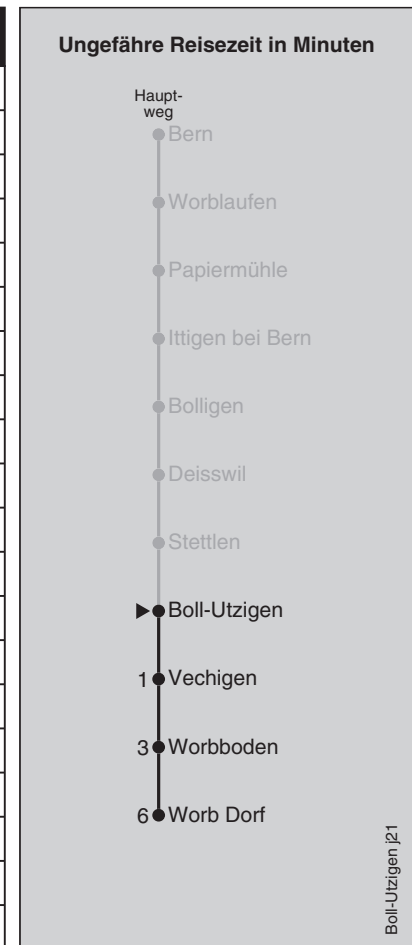 Ungefähre Reisezeit in Minuten
Haupt-
weg
Bern
Worblaufen
Papiermühle
Ittigen bei Bern
Bolligen
Deisswil
Stettlen
Boll-Utzigen
1 Vechigen
3 Worbboden
6 Worb Dorf
Boll-Utzigen j21